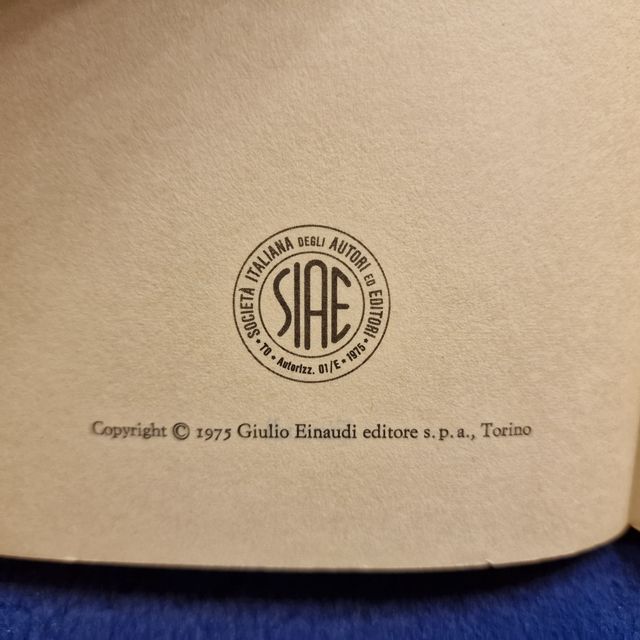 SOCIETÀ ITALIANA DEGLI AUTORI ED EDITORI
SIAE
• TO • Autorizz. 01/E • 1975 •
Copyright © 1975 Giulio Einaudi editore s.p.a., Torino